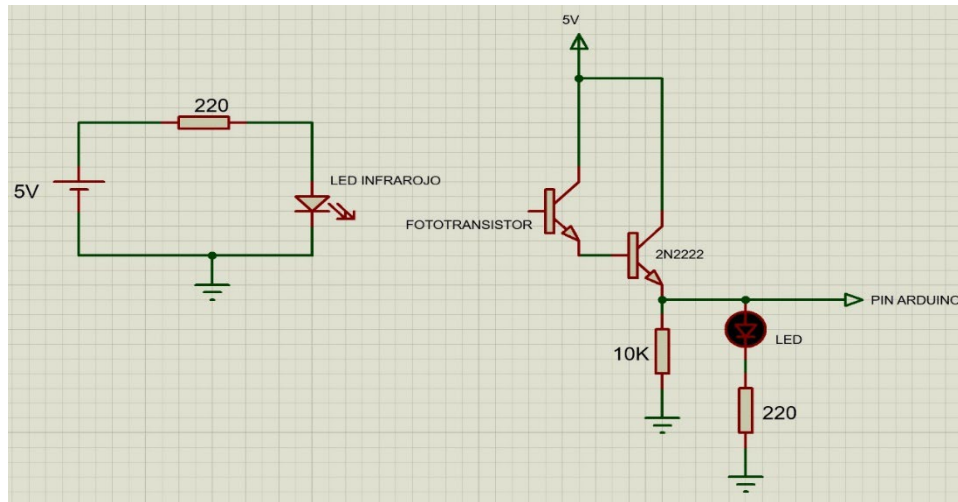 5V
220
LED INFRAROJO
5V
FOTOTRANSISTOR
2N2222
PIN ARDUINO
10K
LED
220